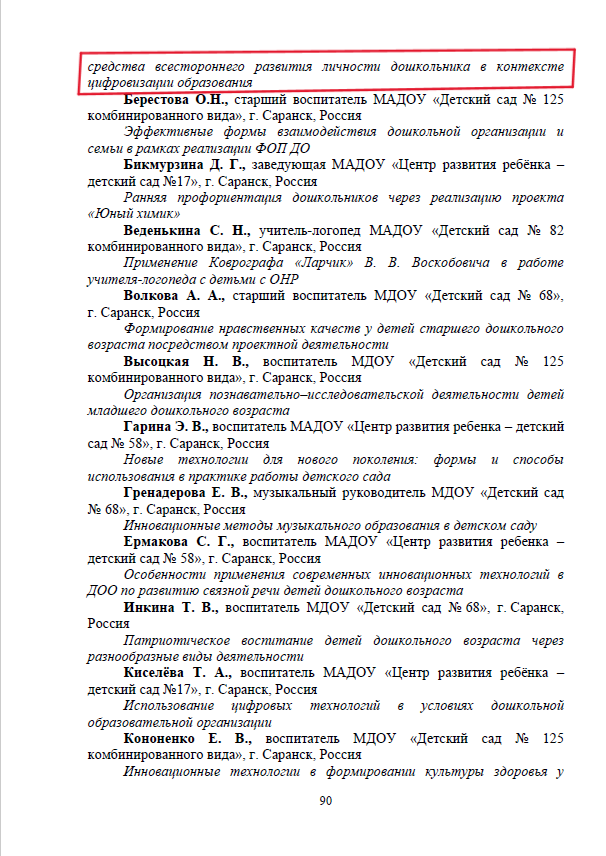 средства всестороннего развития личности дошкольника в контексте
цифровизации образования
Берестова О.Н., старший воспитатель МАДОУ «Детский сад № 125
комбинированного вида», г. Саранск, Россия
Эффективные формы взаимодействия дошкольной организации и
семьи в рамках реализации ФОП ДО
Бикмурзина Д. Г., заведующая МАДОУ «Центр развития ребёнка –
детский сад №17», г. Саранск, Россия
Ранняя профориентация дошкольников через реализацию проекта
«Юный химик»
Веденькина С. Н., учитель-логопед МАДОУ «Детский сад № 82
комбинированного вида», г. Саранск, Россия
Применение Коврографа «Ларчик» В. В. Воскобовича в работе
учителя-логопеда с детьми с ОНР
Волкова А. А., старший воспитатель МДОУ «Детский сад № 68»,
г. Саранск, Россия
Формирование нравственных качеств у детей старшего дошкольного
возраста посредством проектной деятельности
Высоцкая Н. В., воспитатель МДОУ «Детский сад № 125
комбинированного вида», г. Саранск, Россия
Организация познавательно–исследовательской деятельности детей
младшего дошкольного возраста
Гарина Э. В., воспитатель МАДОУ «Центр развития ребенка – детский
сад № 58», г. Саранск, Россия
Новые технологии для нового поколения: формы и способы
использования в практике работы детского сада
Гренадерова Е. В., музыкальный руководитель МДОУ «Детский сад
№ 68», г. Саранск, Россия
Инновационные методы музыкального образования в детском саду
Ермакова С. Г., воспитатель МАДОУ «Центр развития ребенка –
детский сад № 58», г. Саранск, Россия
Особенности применения современных инновационных технологий в
ДОО по развитию связной речи детей дошкольного возраста
Инкина Т. В., воспитатель МДОУ «Детский сад №68», г. Саранск,
Россия
Патриотическое воспитание детей дошкольного возраста через
разнообразные виды деятельности
Киселёва Т. А., воспитатель МАДОУ «Центр развития ребёнка –
детский сад №17», г. Саранск, Россия
Использование цифровых технологий в условиях дошкольной
образовательной организации
Кононенко Е. В., воспитатель МДОУ «Детский сад № 125
комбинированного вида», г. Саранск, Россия
Инновационные технологии в формировании культуры здоровья у
90